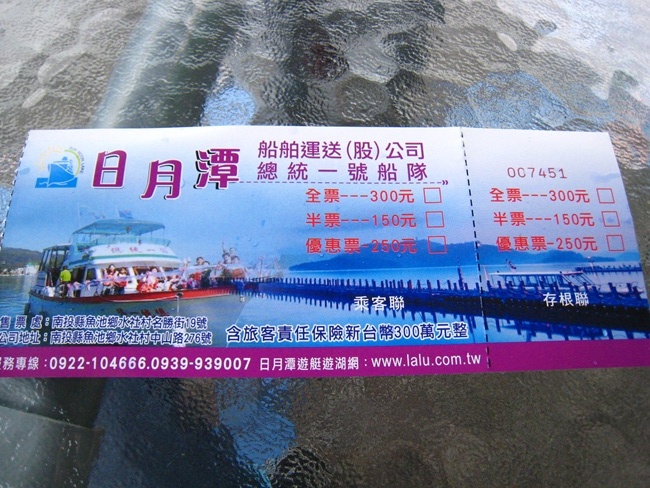 日月潭
船舶運送(股)公司
總統一號船隊
全票---300元
半票---150元
優惠票-250元
乘客聯
007451
全票---300元
半票---150元
優惠票-250元
存根聯
售票處:南投縣魚池鄉水社村名勝街19號
公司地址:南投縣魚池鄉水社村中山路276號
含旅客責任保險新台幣300萬元整
服務專線:0922-104666.0939-939007 日月潭遊艇遊湖網:www.lalu.com.tw